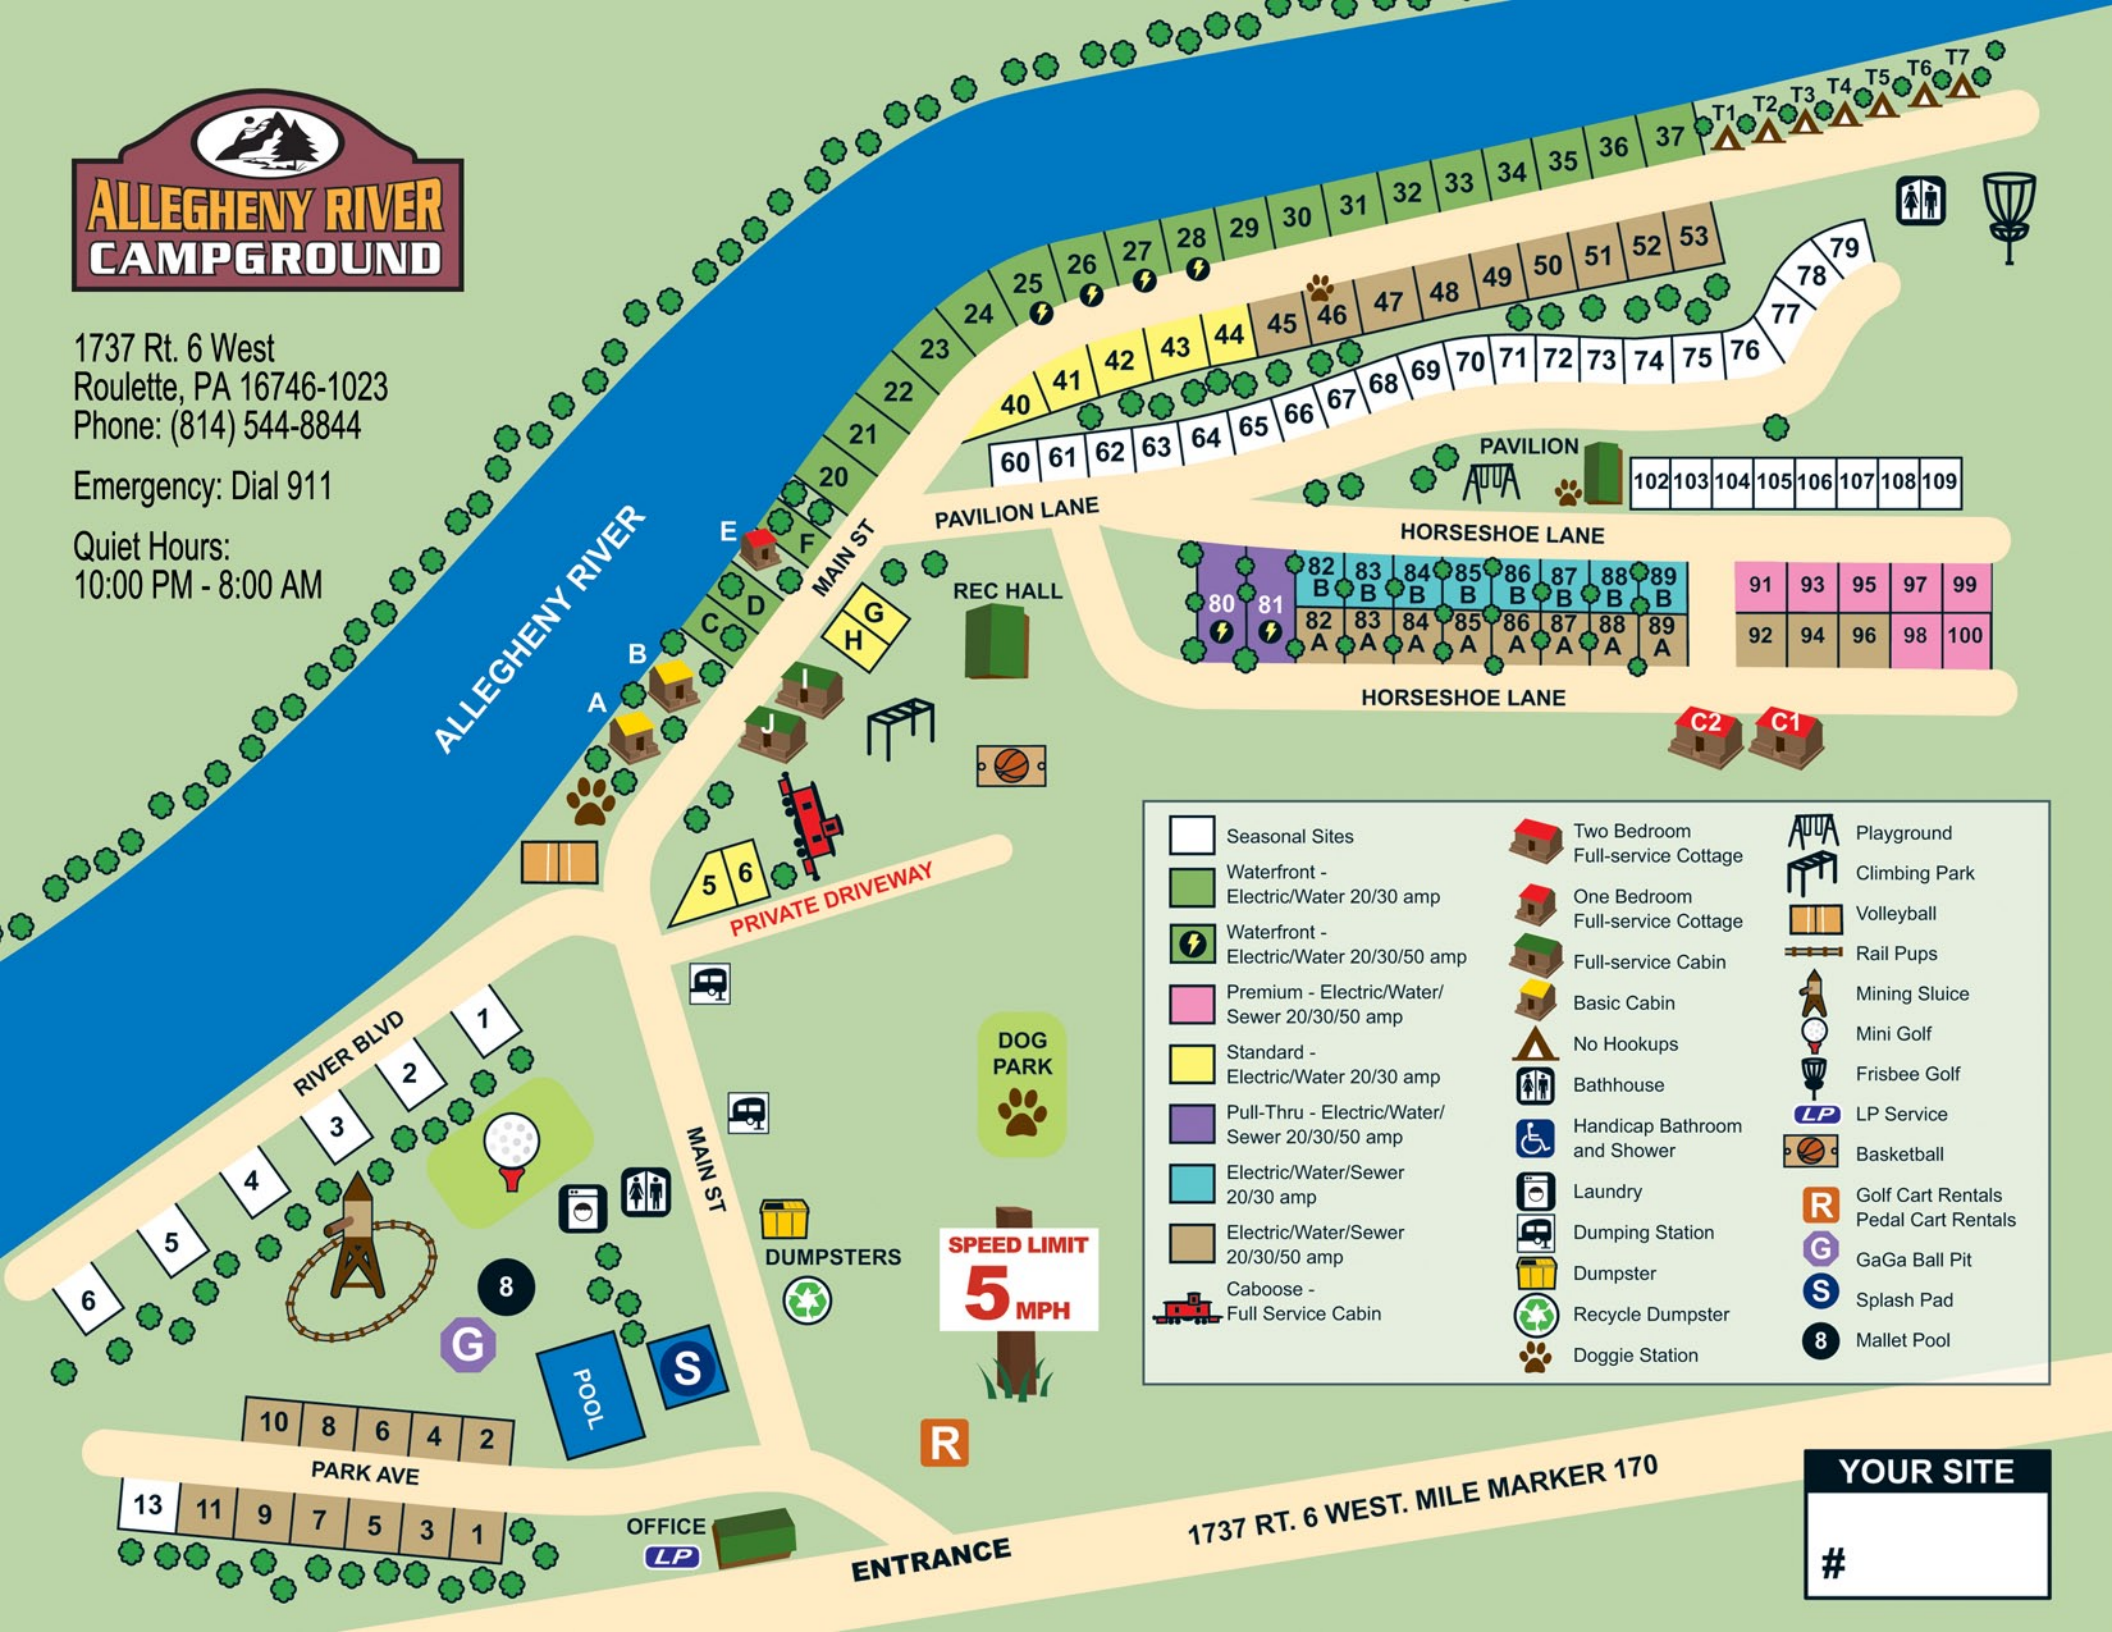 ALLEGHENY RIVER
CAMPGROUND
1737 Rt. 6 West
Roulette, PA 16746-1023
Phone: (814) 544-8844
Emergency: Dial 911
Quiet Hours:
10:00 PM - 8:00 AM
T1 T2 T3 T4 T5 T6 T7
20 21 22 23 24 25 26 27 28 29 30 31 32 33 34 35 36 37
40 41 42 43 44 45 46 47 48 49 50 51 52 53
60 61 62 63 64 65 66 67 68 69 70 71 72 73 74 75 76 77 78 79
ALLEGHENY RIVER
E
F
D
C
B
A
MAIN ST
G
H
I
J
PAVILION LANE
REC HALL
PAVILION
102 103 104 105 106 107 108 109
HORSESHOE LANE
80 81
82 B 83 B 84 B 85 B 86 B 87 B 88 B 89 B
82 A 83 A 84 A 85 A 86 A 87 A 88 A 89 A
91 93 95 97 99
92 94 96 98 100
HORSESHOE LANE
C2 C1
5 6
PRIVATE DRIVEWAY
RIVER BLVD
1
2
3
4
5
6
MAIN ST
DOG
PARK
DUMPSTERS
SPEED LIMIT
5 MPH
8
G
POOL
S
R
10 8 6 4 2
PARK AVE
13 11 9 7 5 3 1
OFFICE
LP
ENTRANCE
1737 RT. 6 WEST. MILE MARKER 170
Seasonal Sites
Waterfront -
Electric/Water 20/30 amp
Waterfront -
Electric/Water 20/30/50 amp
Premium - Electric/Water/
Sewer 20/30/50 amp
Standard -
Electric/Water 20/30 amp
Pull-Thru - Electric/Water/
Sewer 20/30/50 amp
Electric/Water/Sewer
20/30 amp
Electric/Water/Sewer
20/30/50 amp
Caboose -
Full Service Cabin
Two Bedroom
Full-service Cottage
One Bedroom
Full-service Cottage
Full-service Cabin
Basic Cabin
No Hookups
Bathhouse
Handicap Bathroom
and Shower
Laundry
Dumping Station
Dumpster
Recycle Dumpster
Doggie Station
Playground
Climbing Park
Volleyball
Rail Pups
Mining Sluice
Mini Golf
Frisbee Golf
LP LP Service
Basketball
R Golf Cart Rentals
Pedal Cart Rentals
G GaGa Ball Pit
S Splash Pad
8 Mallet Pool
YOUR SITE
#